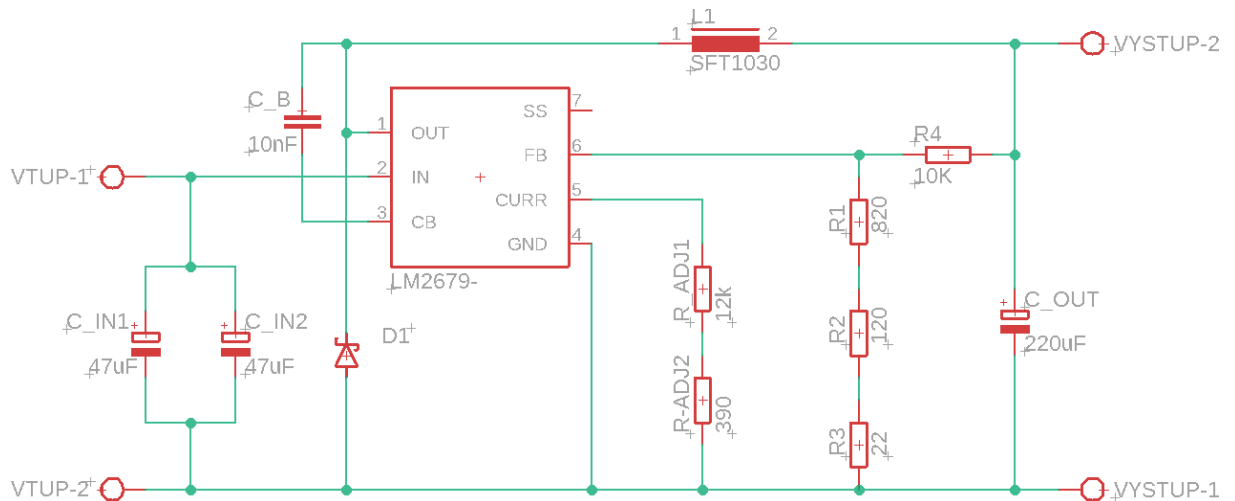 L1
1
2
SFT1030
VYSTUP-2
C_B
10nF
7
SS
1
OUT
6
FB
R4
10K
VTUP-1
2
IN
5
CURR
R1
820
3
CB
4
GND
LM2679-
R_ADJ1
12k
C_OUT
220uF
C_IN1
47uF
C_IN2
47uF
D1
R2
120
R-ADJ2
390
R3
22
VTUP-2
VYSTUP-1